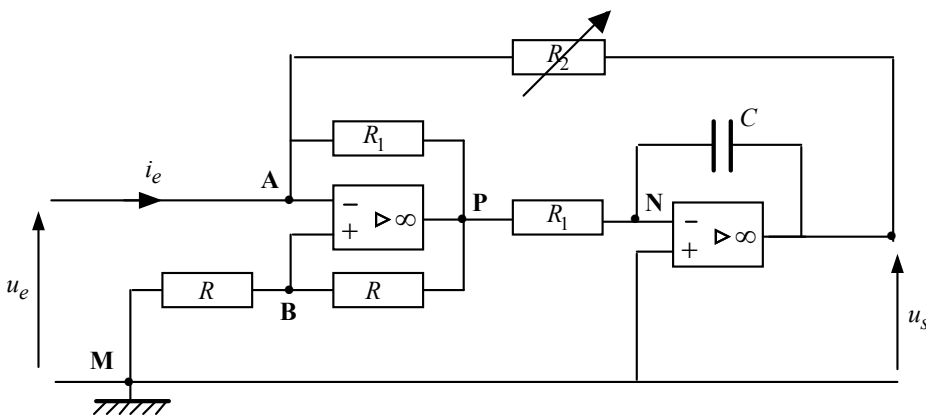 R2
C
R1
ie
A
−
▷ ∞
+
P
R1
N
−
▷ ∞
+
ue
R
B
R
us
M